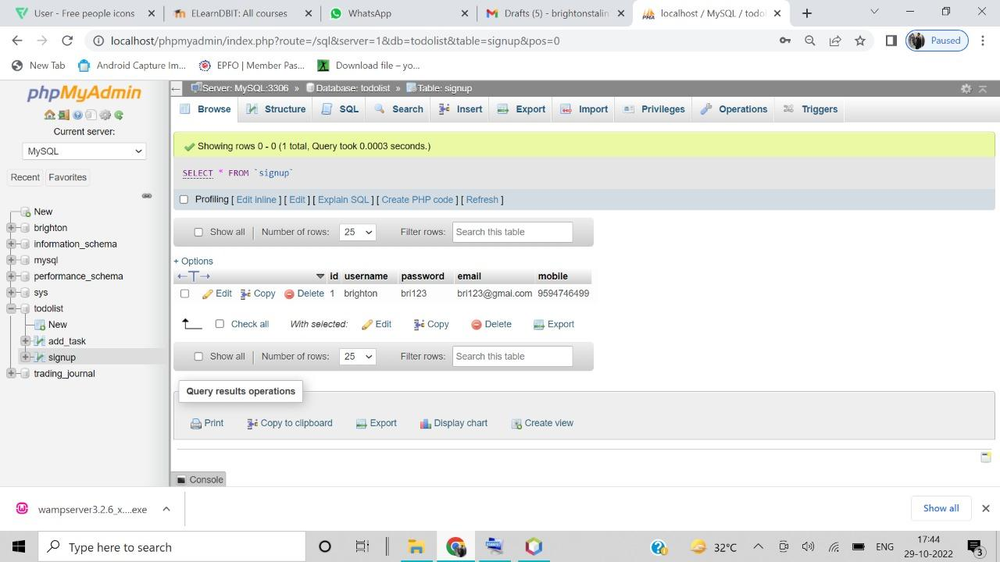 User - Free people icons
ELearnDBIT: All courses
WhatsApp
Drafts (5) - brightonstalin
localhost / MySQL / todol
localhost/phpmyadmin/index.php?route=/sql&server=1&db=todolist&table=signup&pos=0
Paused
New Tab
Android Capture Im...
EPFO | Member Pas...
Download file – yo...
phpMyAdmin
Current server:
MySQL
Recent
Favorites
New
brighton
information_schema
mysql
performance_schema
sys
todolist
New
add_task
signup
trading_journal
Server: MySQL:3306 » Database: todolist » Table: signup
Browse Structure SQL Search Insert Export Import Privileges Operations Triggers
Showing rows 0 - 0 (1 total, Query took 0.0003 seconds.)
SELECT * FROM `signup`
Profiling [ Edit inline ] [ Edit ] [ Explain SQL ] [ Create PHP code ] [ Refresh ]
Show all | Number of rows: 25 Filter rows: Search this table
+ Options
←T→ id username password email mobile
Edit Copy Delete 1 brighton bri123 bri123@gmai.com 9594746499
Check all With selected: Edit Copy Delete Export
Show all | Number of rows: 25 Filter rows: Search this table
Query results operations
Print Copy to clipboard Export Display chart Create view
Console
wampserver3.2.6_x....exe
Show all
Type here to search
32°C
ENG
17:44
29-10-2022
3